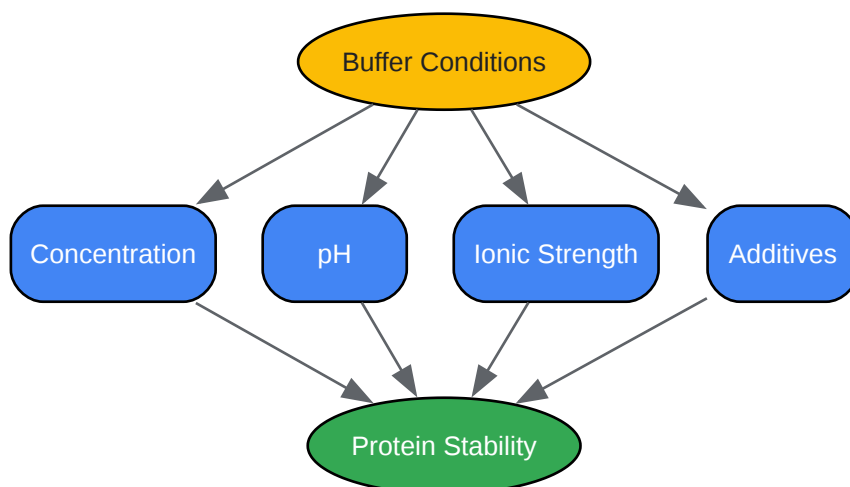 Buffer Conditions
Concentration
pH
Ionic Strength
Additives
Protein Stability